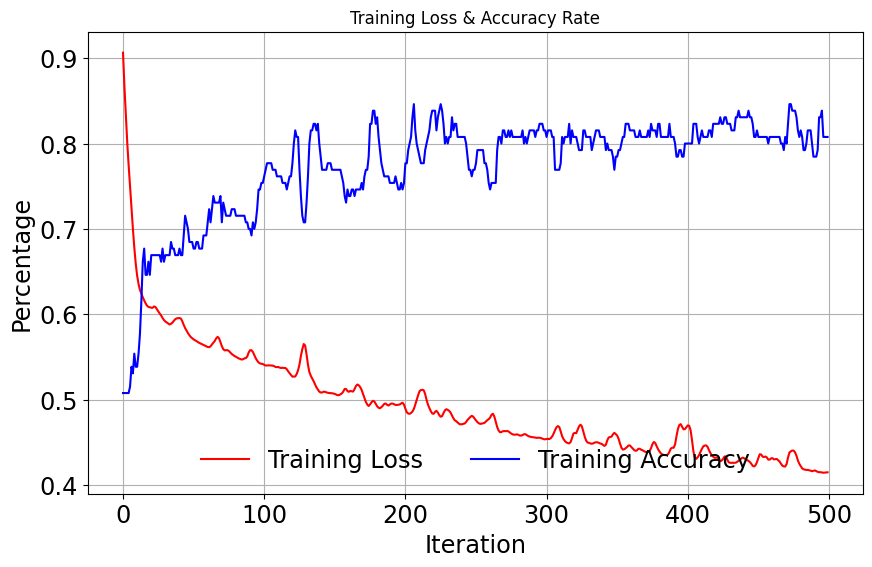 Training Loss & Accuracy Rate
Percentage
0.9
0.8
0.7
0.6
0.5
0.4
Training Loss Training Accuracy
0 100 200 300 400 500
Iteration